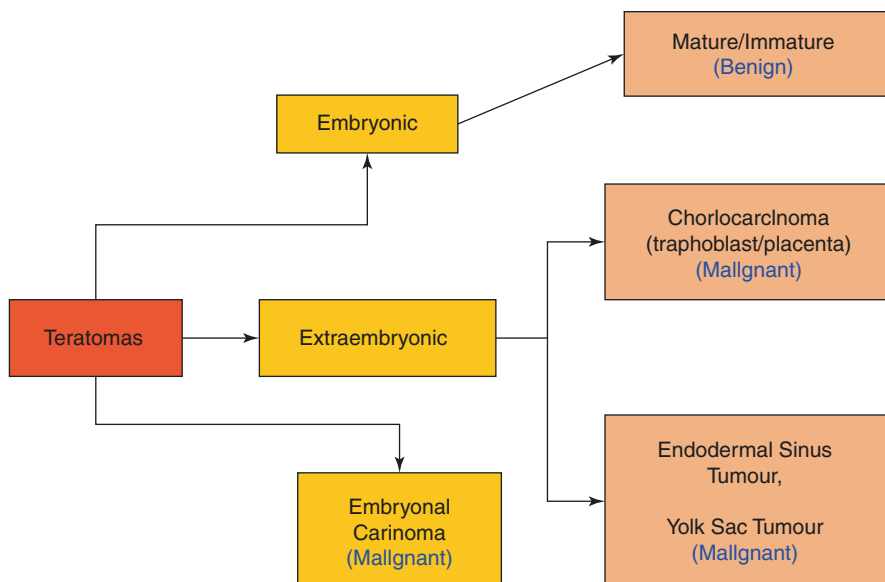 Mature/Immature
(Benign)
Embryonic
Chorlocarclnoma
(traphoblast/placenta)
(Mallgnant)
Teratomas
Extraembryonic
Endodermal Sinus
Tumour,
Yolk Sac Tumour
(Mallgnant)
Embryonal
Carinoma
(Mallgnant)